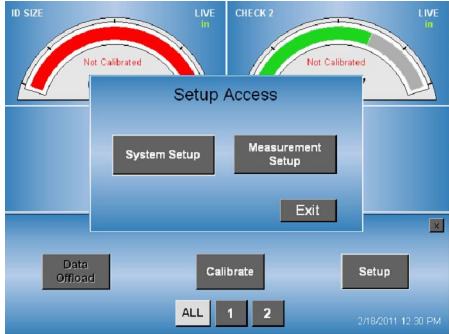 ID SIZE
LIVE
in
CHECK 2
LIVE
in
Not Calibrated
Not Calibrated
Setup Access
System Setup
Measurement
Setup
Exit
x
Data
Offload
Calibrate
Setup
ALL
1
2
2/18/2011 12:30 PM